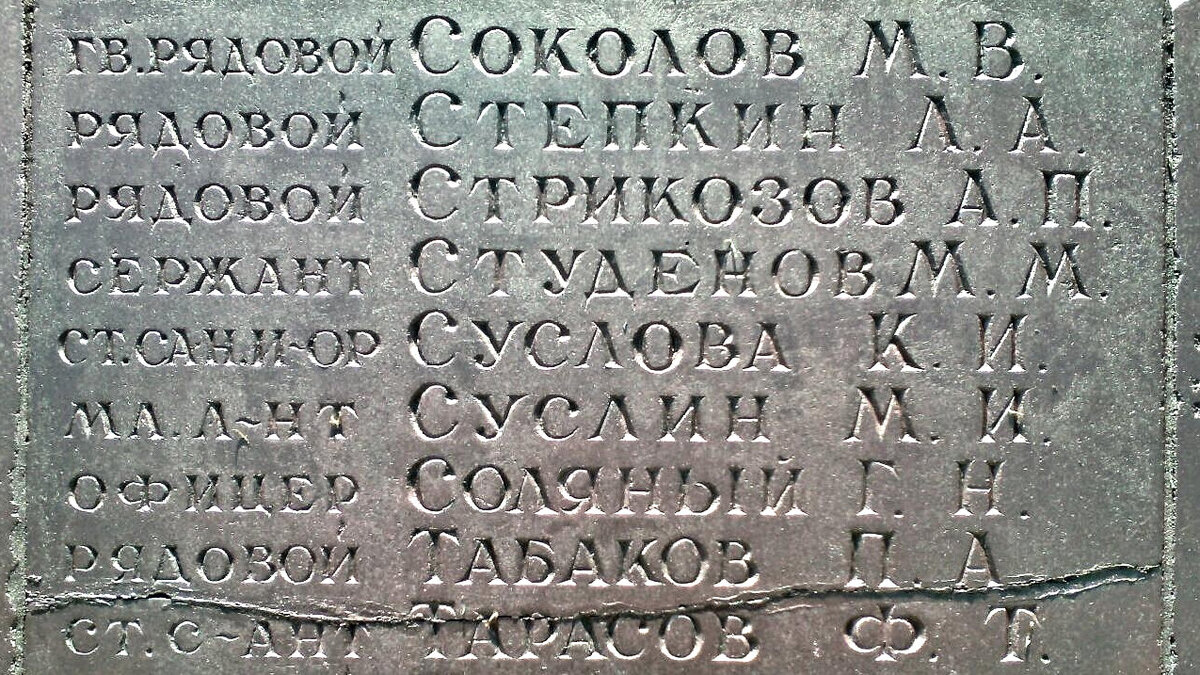 ГВ. РЯДОВОЙ СОКОЛОВ М. В.
РЯДОВОЙ СТЕПКИН Л. А.
РЯДОВОЙ СТРИКОЗОВ А. П.
СЕРЖАНТ СТУДЕНОВ М. М.
СТ. САН. И-ОР СУСЛОВА К. И.
МЛ. Л-НТ СУСЛИН М. И.
ОФИЦЕР СОЛЯНЫЙ Г. Н.
РЯДОВОЙ ТАБАКОВ П. А
СТ. С-АНТ ТАРАСОВ Ф. Т.